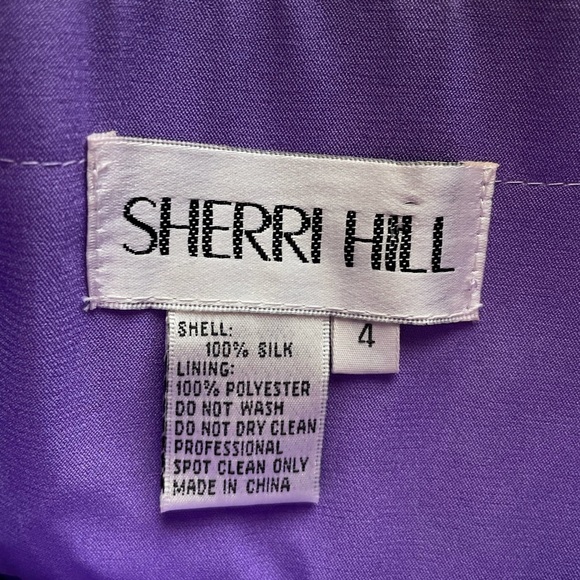 SHERRI HILL
4
SHELL:
100% SILK
LINING:
100% POLYESTER
DO NOT WASH
DO NOT DRY CLEAN
PROFESSIONAL
SPOT CLEAN ONLY
MADE IN CHINA